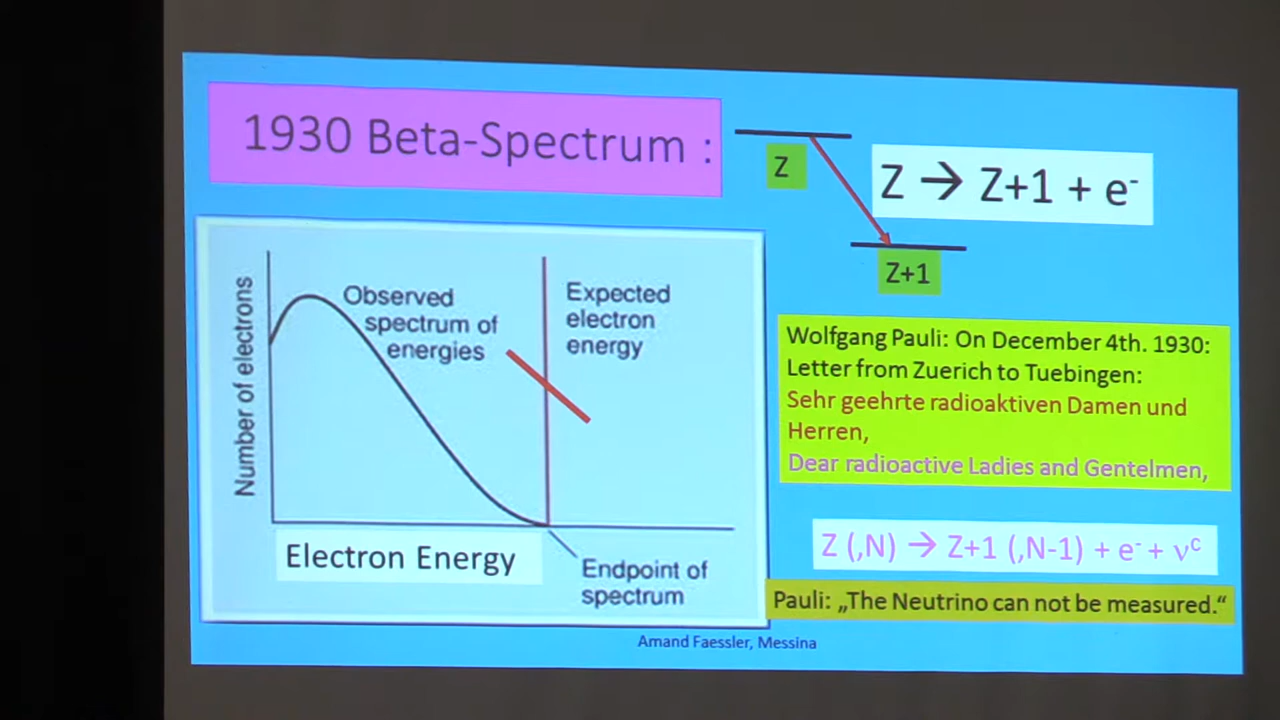 1930 Beta-Spectrum :
Z
Z → Z+1 + e⁻
Z+1
Number of electrons
Observed
spectrum of
energies
Expected
electron
energy
Electron Energy
Endpoint of
spectrum
Wolfgang Pauli: On December 4th. 1930:
Letter from Zuerich to Tuebingen:
Sehr geehrte radioaktiven Damen und
Herren,
Dear radioactive Ladies and Gentelmen,
Z (,N) → Z+1 (,N-1) + e⁻ + νᶜ
Pauli: „The Neutrino can not be measured.“
Amand Faessler, Messina